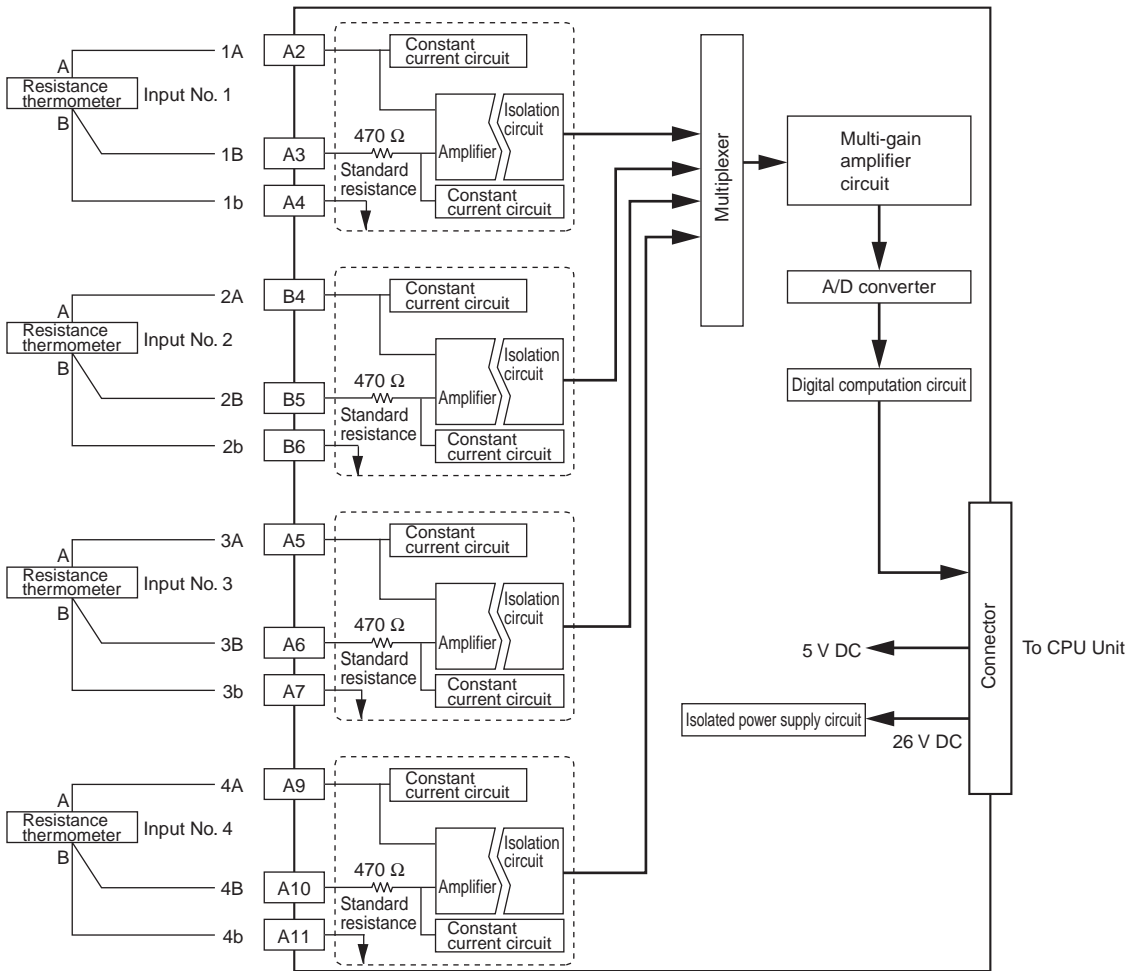 1A
A2
Constant
current circuit
A
Resistance
thermometer
Input No. 1
B
Isolation
circuit
Amplifier
470 Ω
1B
A3
Standard
resistance
1b
A4
Constant
current circuit
Multiplexer
Multi-gain
amplifier
circuit
A/D converter
Digital computation circuit
2A
B4
Constant
current circuit
A
Resistance
thermometer
Input No. 2
B
Isolation
circuit
Amplifier
470 Ω
2B
B5
Standard
resistance
2b
B6
Constant
current circuit
3A
A5
Constant
current circuit
A
Resistance
thermometer
Input No. 3
B
Isolation
circuit
Amplifier
470 Ω
3B
A6
Standard
resistance
3b
A7
Constant
current circuit
Connector
To CPU Unit
5 V DC
Isolated power supply circuit
26 V DC
4A
A9
Constant
current circuit
A
Resistance
thermometer
Input No. 4
B
Isolation
circuit
Amplifier
470 Ω
4B
A10
Standard
resistance
4b
A11
Constant
current circuit